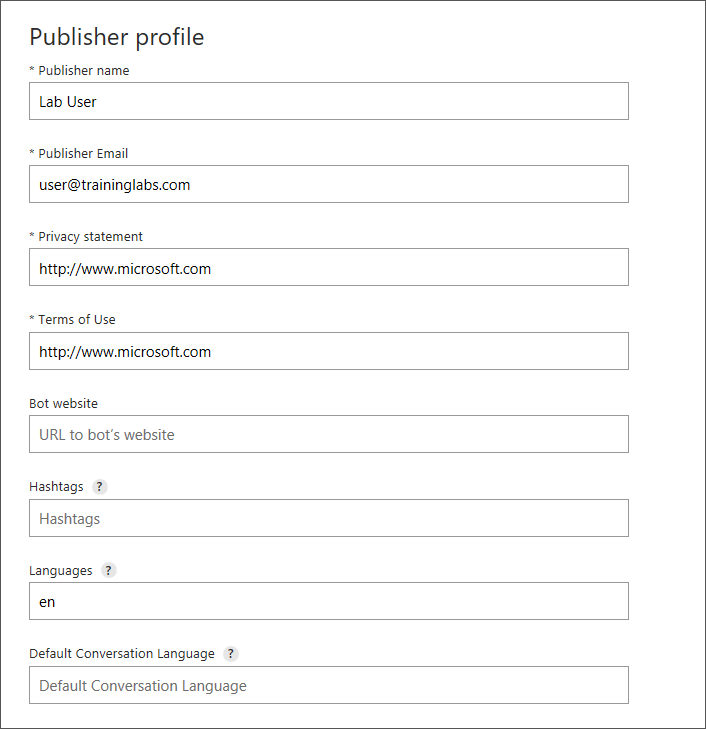 Publisher profile
* Publisher name
Lab User
* Publisher Email
user@traininglabs.com
* Privacy statement
http://www.microsoft.com
* Terms of Use
http://www.microsoft.com
Bot website
URL to bot's website
Hashtags ?
Hashtags
Languages ?
en
Default Conversation Language ?
Default Conversation Language